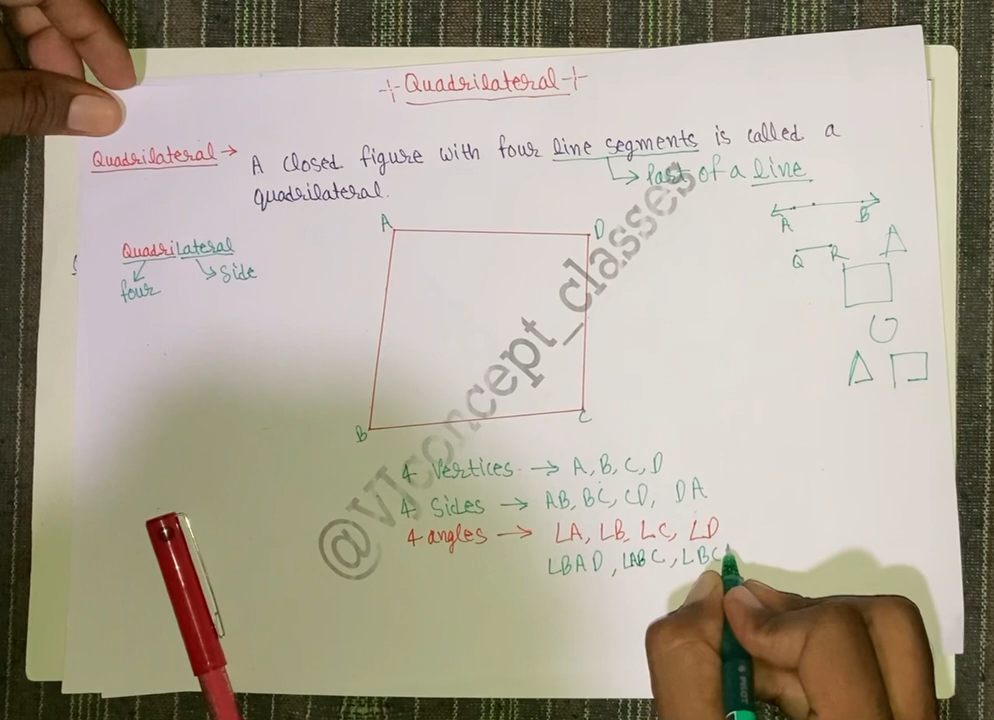 Quadrilateral
Quadrilateral → A closed figure with four line segments is called a
quadrilateral.
→ Part of a line
Quadrilateral
four
Side
A
D
B
C
A
B
Q
R
4 Vertices → A, B, C, D
4 Sides → AB, BC, CD, DA
4 angles → ∠A, ∠B, ∠C, ∠D
∠BAD, ∠ABC, ∠BC
@VJconcept_classes